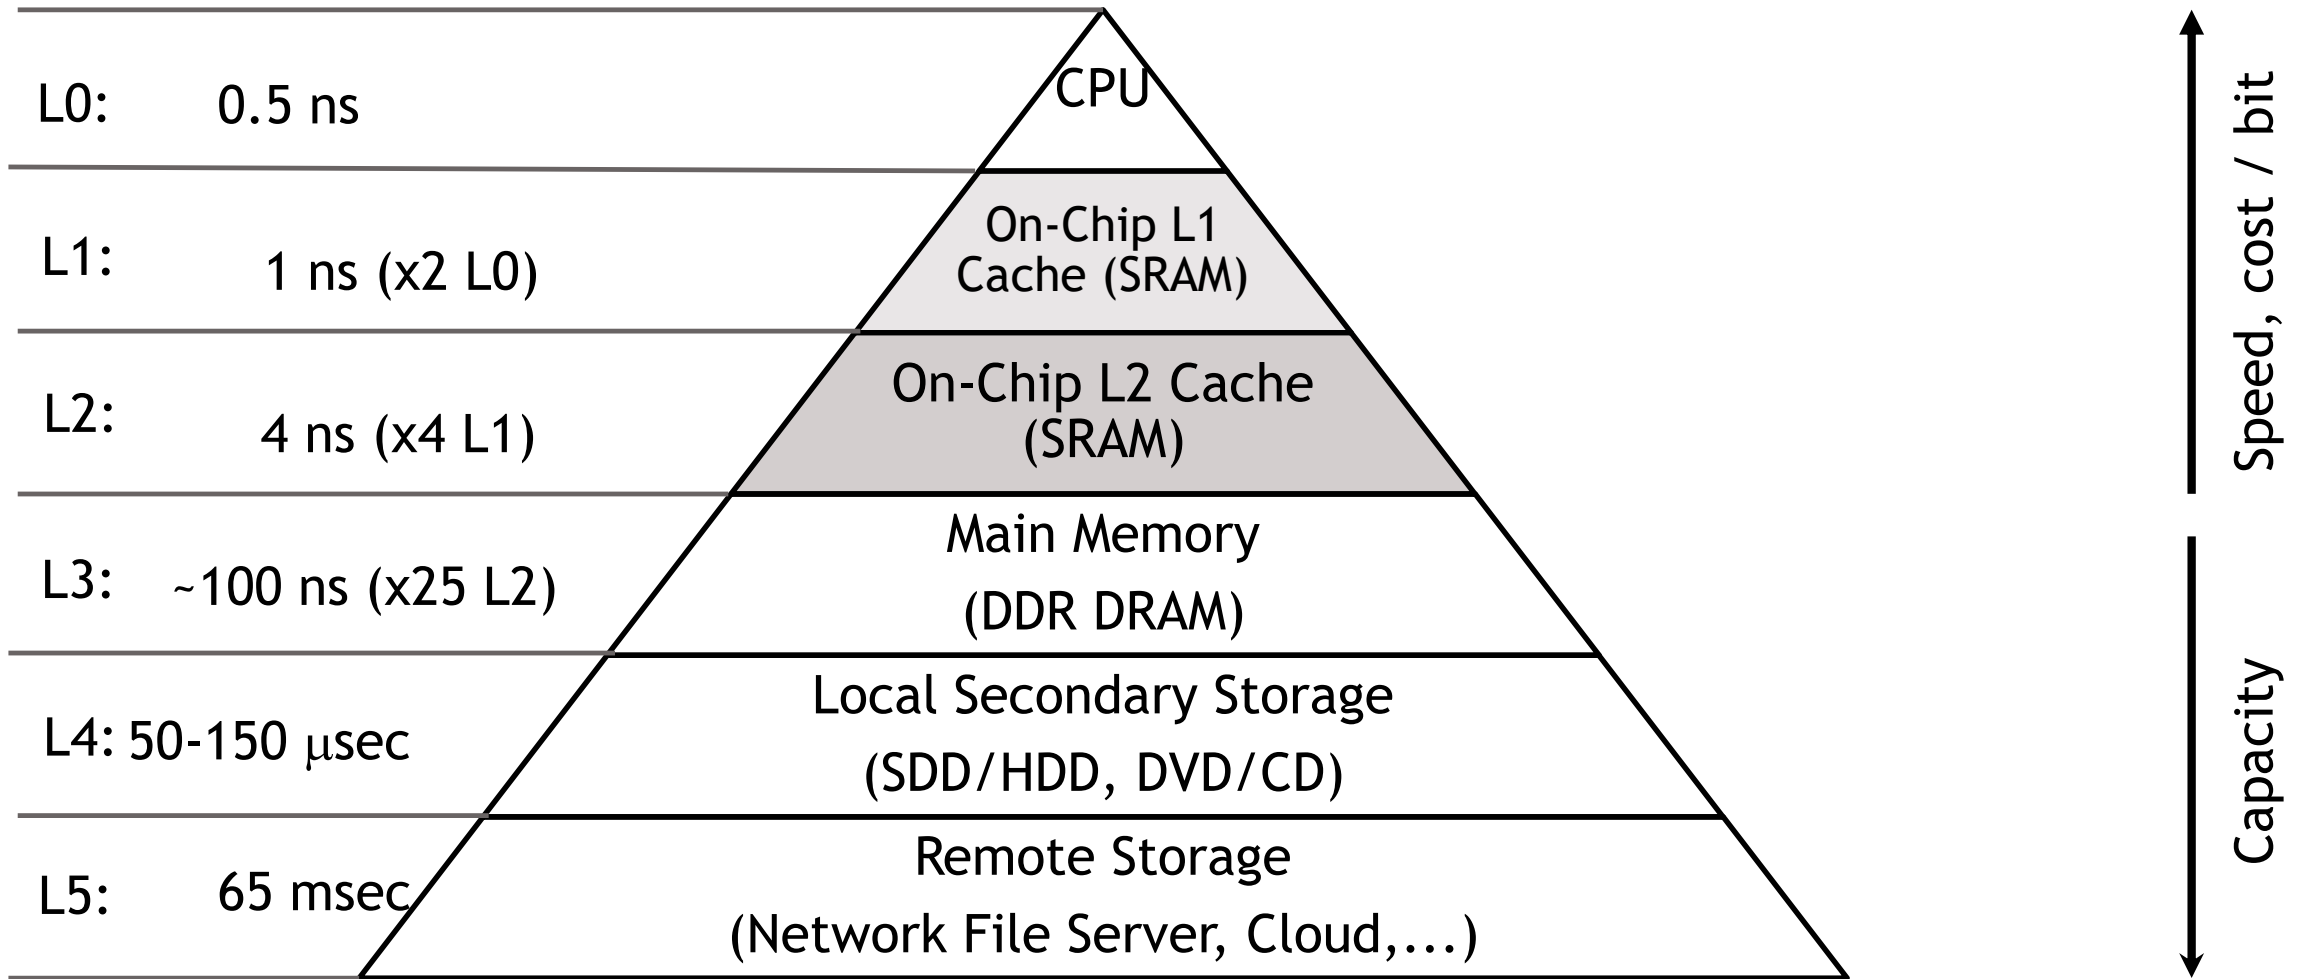 CPU
L0: 0.5 ns
On-Chip L1
Cache (SRAM)
L1: 1 ns (x2 L0)
On-Chip L2 Cache
(SRAM)
L2: 4 ns (x4 L1)
Main Memory
(DDR DRAM)
L3: ~100 ns (x25 L2)
Local Secondary Storage
(SDD/HDD, DVD/CD)
L4: 50-150 μsec
Remote Storage
(Network File Server, Cloud,...)
L5: 65 msec
Speed, cost / bit
Capacity